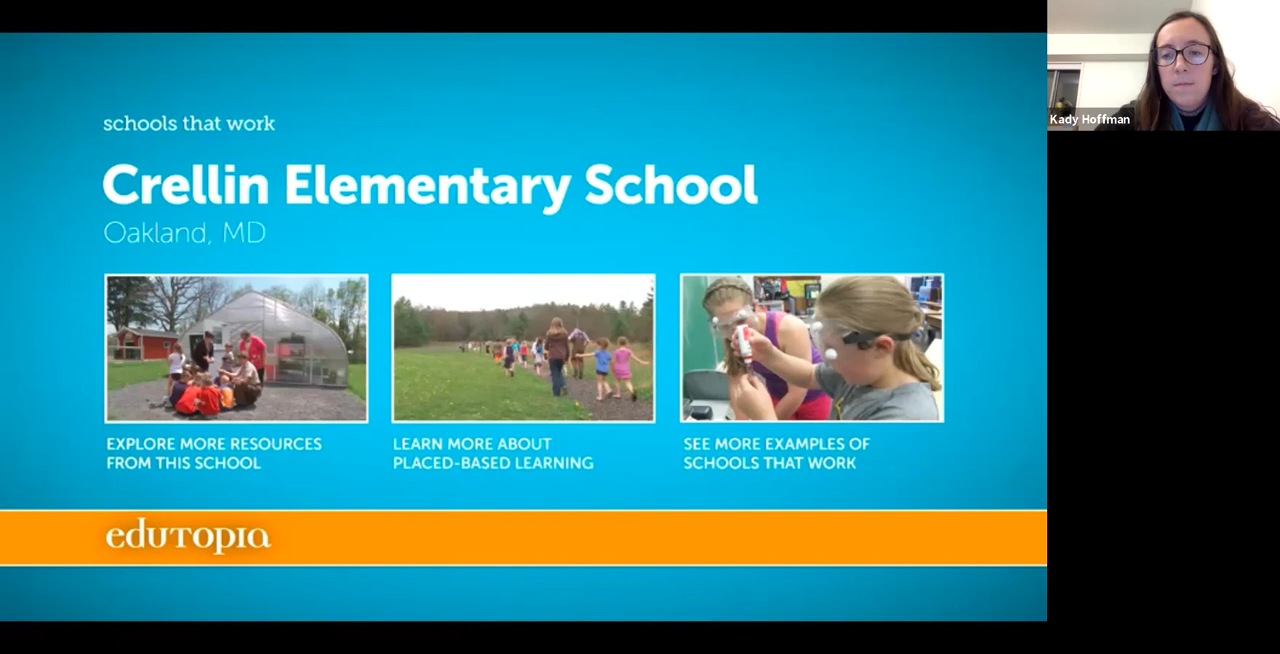 schools that work
Crellin Elementary School
Oakland, MD
EXPLORE MORE RESOURCES
FROM THIS SCHOOL
LEARN MORE ABOUT
PLACED-BASED LEARNING
SEE MORE EXAMPLES OF
SCHOOLS THAT WORK
edutopia
Kady Hoffman